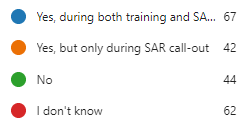 Yes, during both training and SA... 67
Yes, but only during SAR call-out 42
No 44
I don't know 62